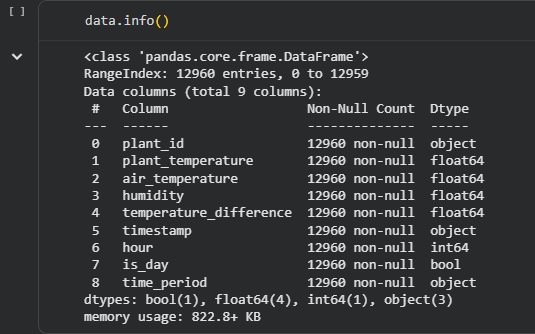 [ ]
data.info()
<class 'pandas.core.frame.DataFrame'>
RangeIndex: 12960 entries, 0 to 12959
Data columns (total 9 columns):
 #   Column                  Non-Null Count  Dtype
---  ------                  --------------  -----
 0   plant_id                12960 non-null  object
 1   plant_temperature       12960 non-null  float64
 2   air_temperature         12960 non-null  float64
 3   humidity                12960 non-null  float64
 4   temperature_difference  12960 non-null  float64
 5   timestamp               12960 non-null  object
 6   hour                    12960 non-null  int64
 7   is_day                  12960 non-null  bool
 8   time_period             12960 non-null  object
dtypes: bool(1), float64(4), int64(1), object(3)
memory usage: 822.8+ KB